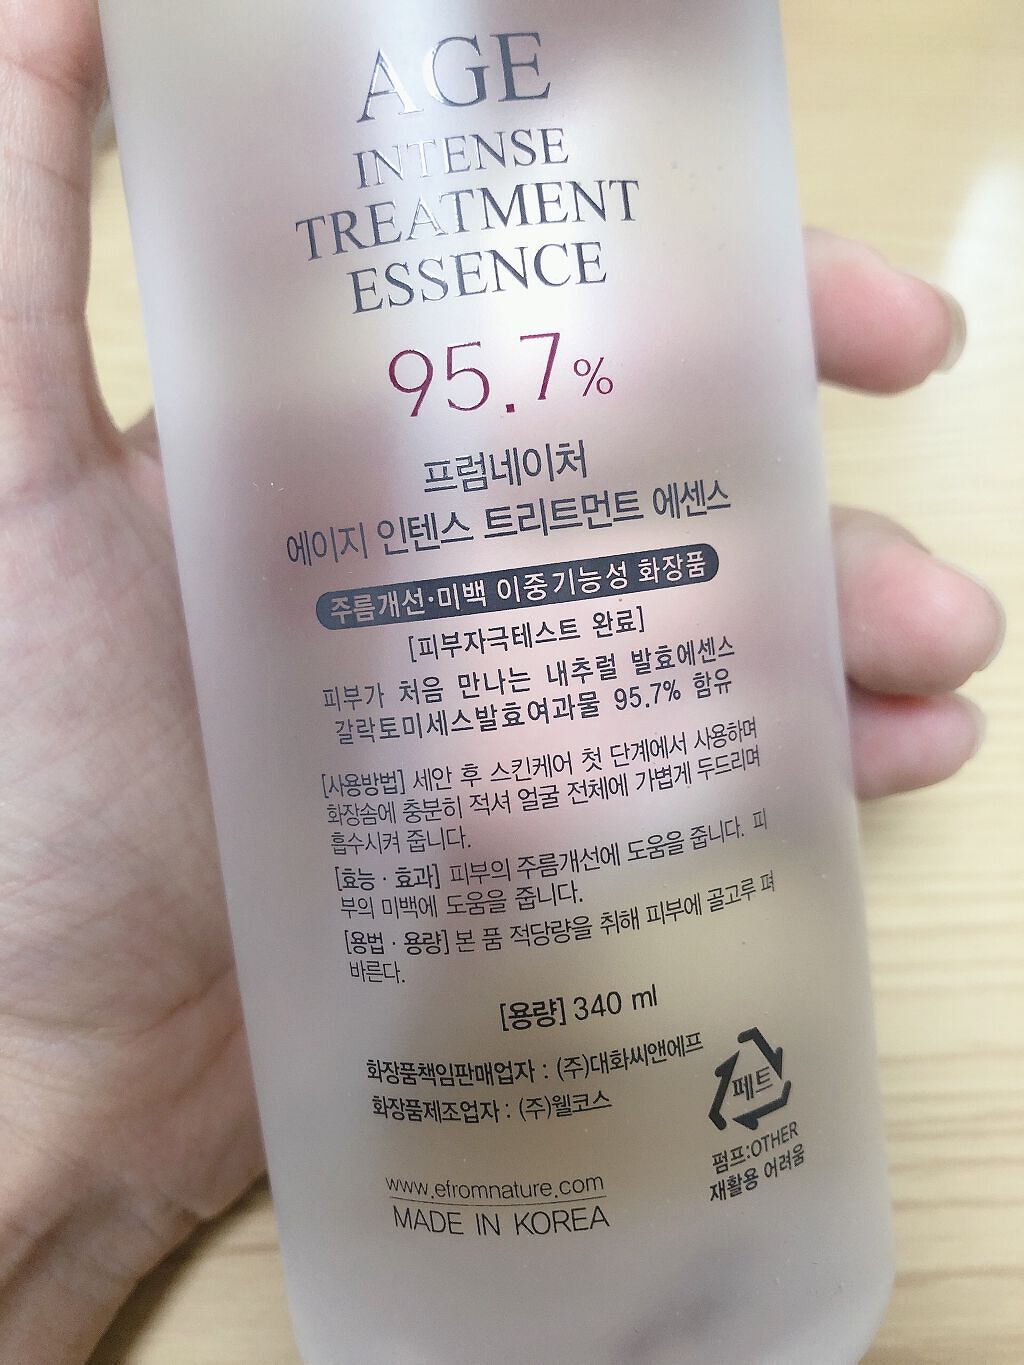 AGE
INTENSE
TREATMENT
ESSENCE
95.7%
프럼네이처
에이지 인텐스 트리트먼트 에센스
주름개선·미백 이중기능성 화장품
[피부자극테스트 완료]
피부가 처음 만나는 내추럴 발효에센스
갈락토미세스발효여과물 95.7% 함유
[사용방법] 세안 후 스킨케어 첫 단계에서 사용하며
화장솜에 충분히 적셔 얼굴 전체에 가볍게 두드리며
흡수시켜 줍니다.
[효능·효과] 피부의 주름개선에 도움을 줍니다. 피
부의 미백에 도움을 줍니다.
[용법·용량] 본 품 적당량을 취해 피부에 골고루 펴
바른다.
[용량] 340 ml
화장품책임판매업자 : (주)대화씨앤에프
화장품제조업자 : (주)웰코스
페트
펌프:OTHER
재활용 어려움
www.efromnature.com
MADE IN KOREA